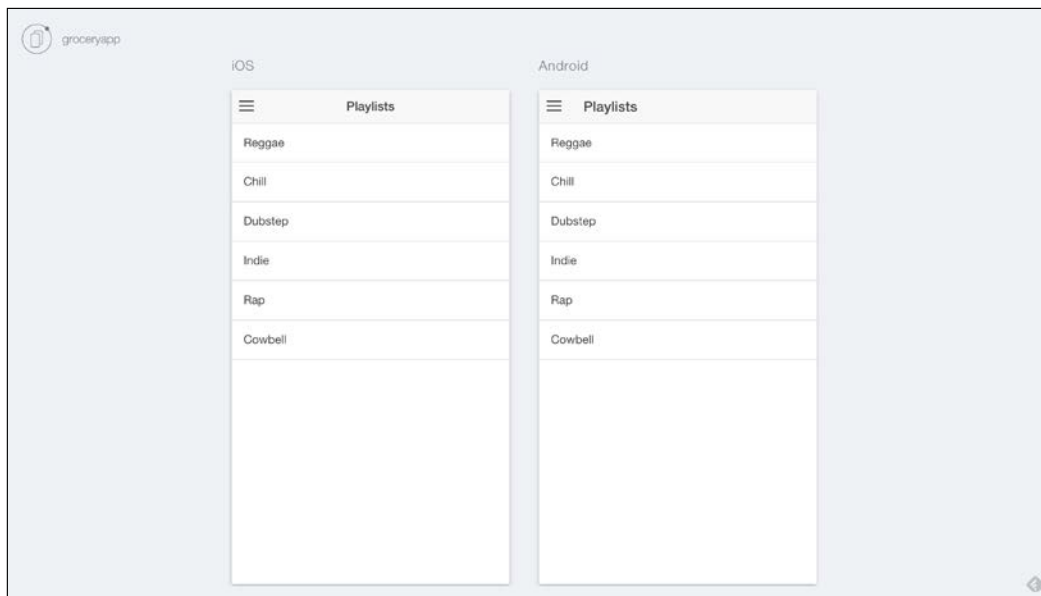 groceryapp
iOS
Playlists
Reggae
Chill
Dubstep
Indie
Rap
Cowbell
Android
Playlists
Reggae
Chill
Dubstep
Indie
Rap
Cowbell